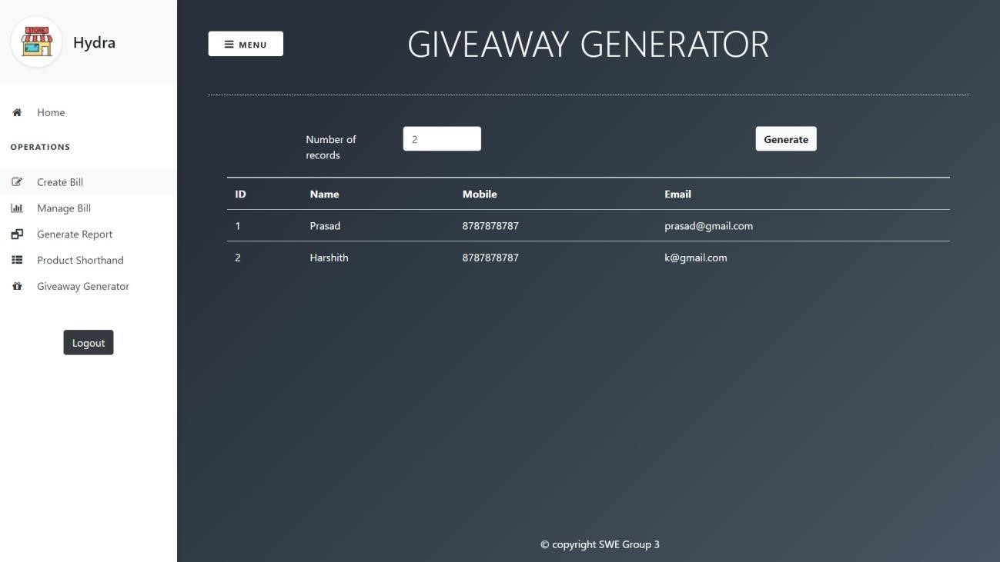 STORE
Hydra
Home
OPERATIONS
Create Bill
Manage Bill
Generate Report
Product Shorthand
Giveaway Generator
Logout
MENU
GIVEAWAY GENERATOR
Number of
records
2
Generate
ID Name Mobile Email
1 Prasad 8787878787 prasad@gmail.com
2 Harshith 8787878787 k@gmail.com
© copyright SWE Group 3